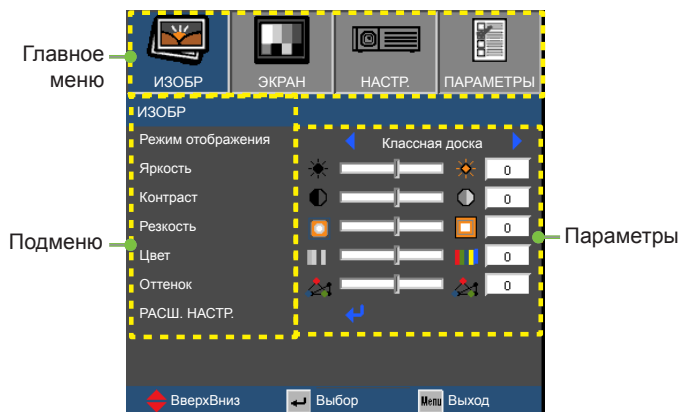 Главное
меню
ИЗОБР
ЭКРАН
НАСТР.
ПАРАМЕТРЫ
ИЗОБР
Режим отображения
Классная доска
Яркость
0
Контраст
0
Резкость
0
Цвет
0
Оттенок
0
РАСШ. НАСТР.
Подменю
Параметры
ВверхВниз
Выбор
Menu Выход